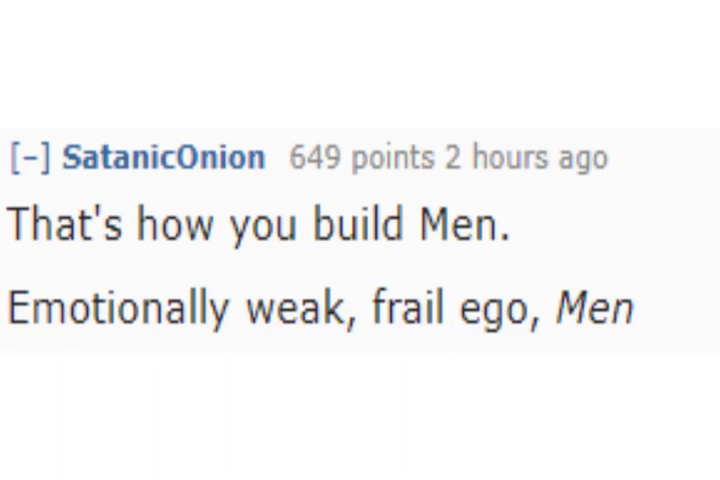 [–] SatanicOnion 649 points 2 hours ago
That's how you build Men.
Emotionally weak, frail ego, Men